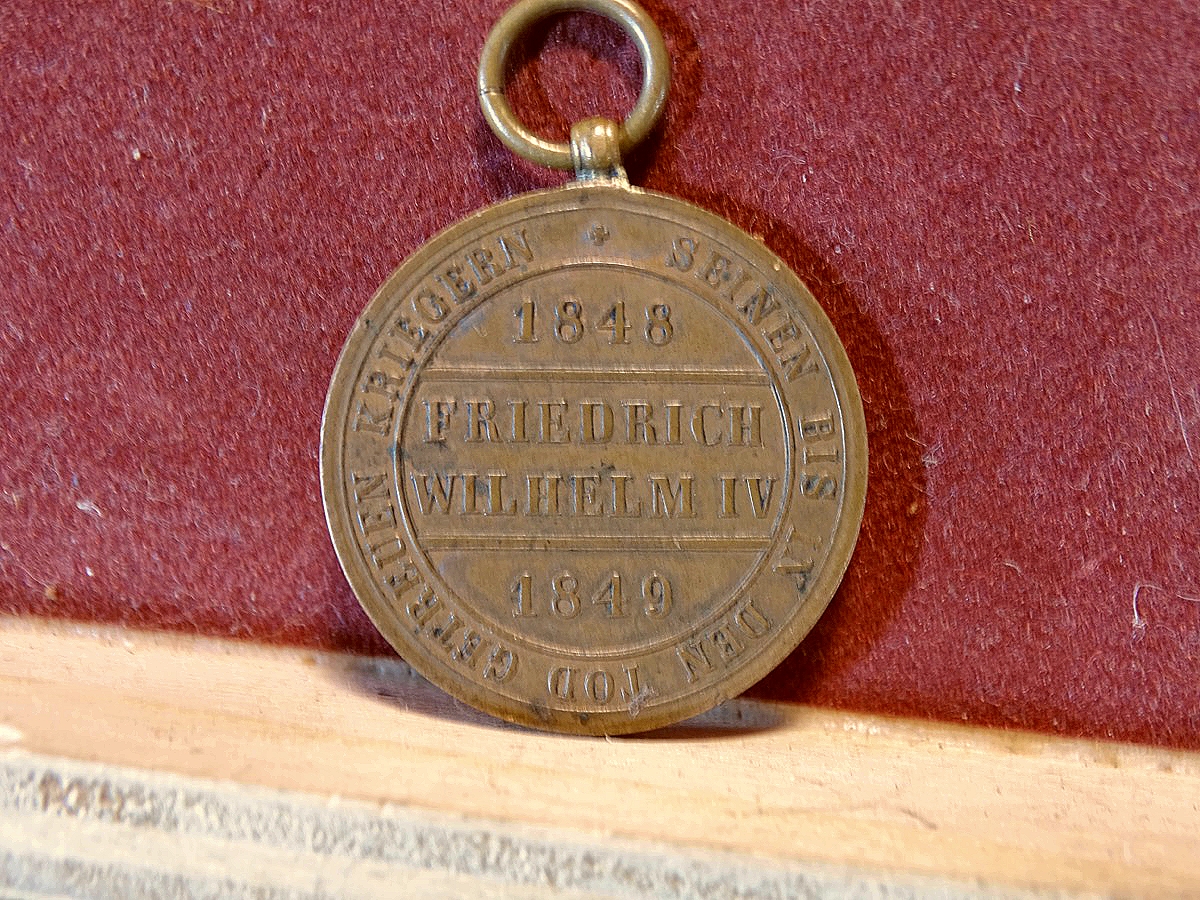 SEINEN BIS IN DEN TOD GETREUEN KRIEGERN
1848
FRIEDRICH
WILHELM IV
1849